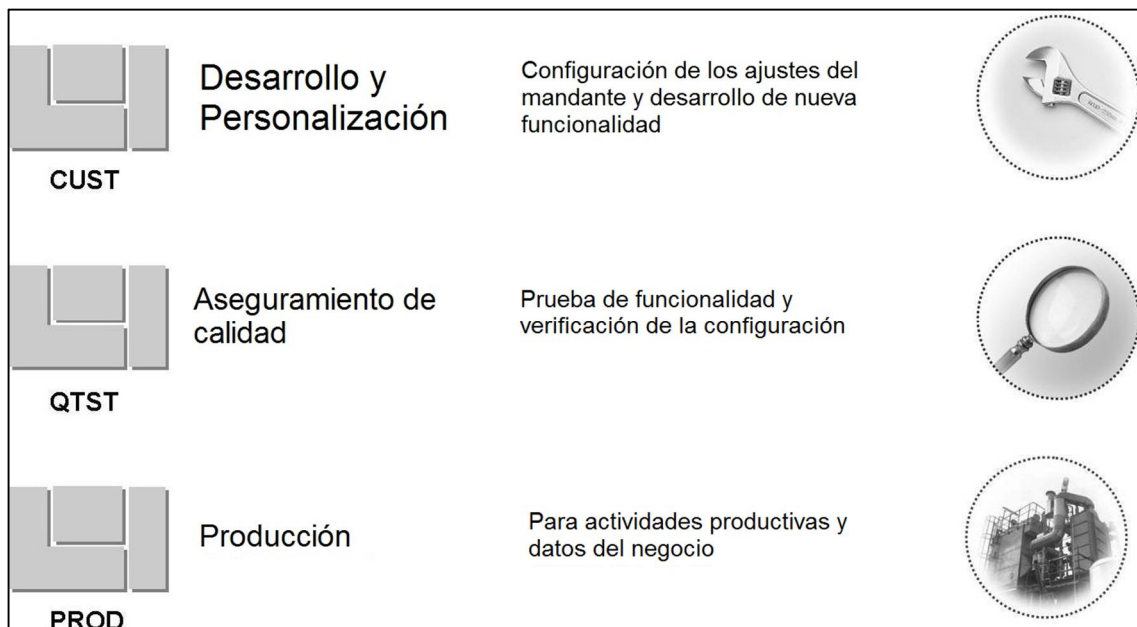 Desarrollo y
Personalización
Configuración de los ajustes del
mandante y desarrollo de nueva
funcionalidad
CUST
Aseguramiento de
calidad
Prueba de funcionalidad y
verificación de la configuración
QTST
Producción
Para actividades productivas y
datos del negocio
PROD